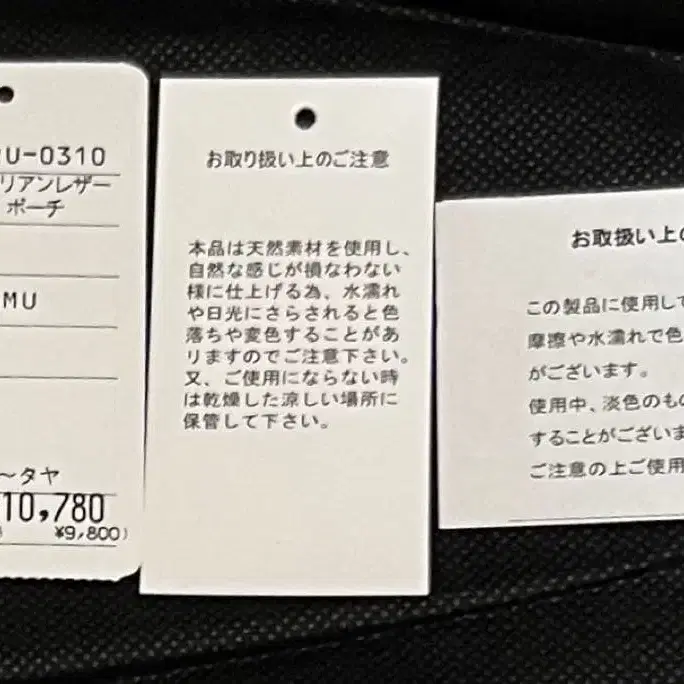 U-0310
リアンレザー
ポーチ
MU
～タヤ
10,780
¥9,800)
お取り扱い上のご注意
本品は天然素材を使用し、
自然な感じが損なわない
様に仕上げる為、水濡れ
や日光にさらされると色
落ちや変色することがあ
りますのでご注意下さい。
又、ご使用にならない時
は乾燥した涼しい場所に
保管して下さい。
お取扱い上
この製品に使用して
摩擦や水濡れで色
がございます。
使用中、淡色のもの
することがございま
ご注意の上ご使用